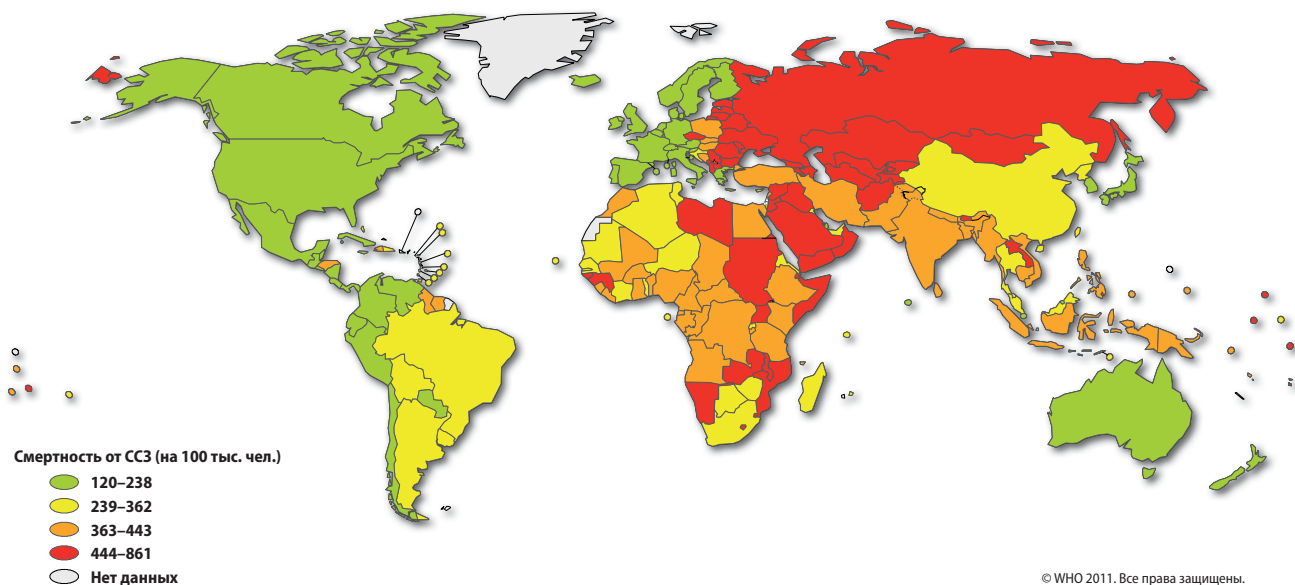 Смертность от ССЗ (на 100 тыс. чел.)
120–238
239–362
363–443
444–861
Нет данных
© WHO 2011. Все права защищены.